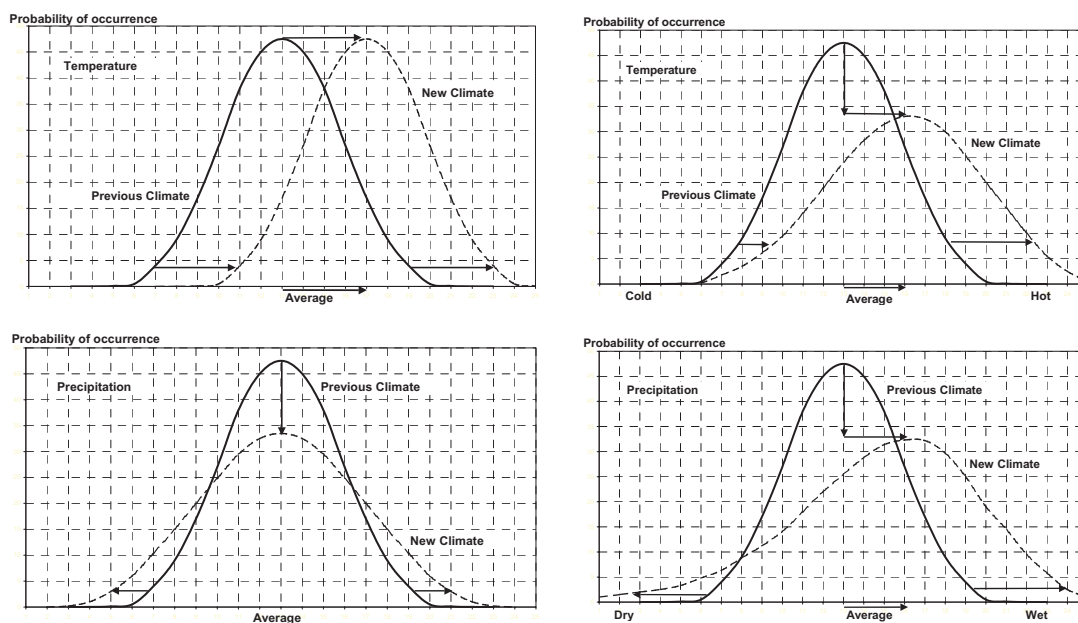 Probability of occurrence
Temperature
New Climate
Previous Climate
Average
Probability of occurrence
Temperature
New Climate
Previous Climate
Cold
Average
Hot
Probability of occurrence
Precipitation
Previous Climate
New Climate
Average
Probability of occurrence
Precipitation
Previous Climate
New Climate
Dry
Average
Wet